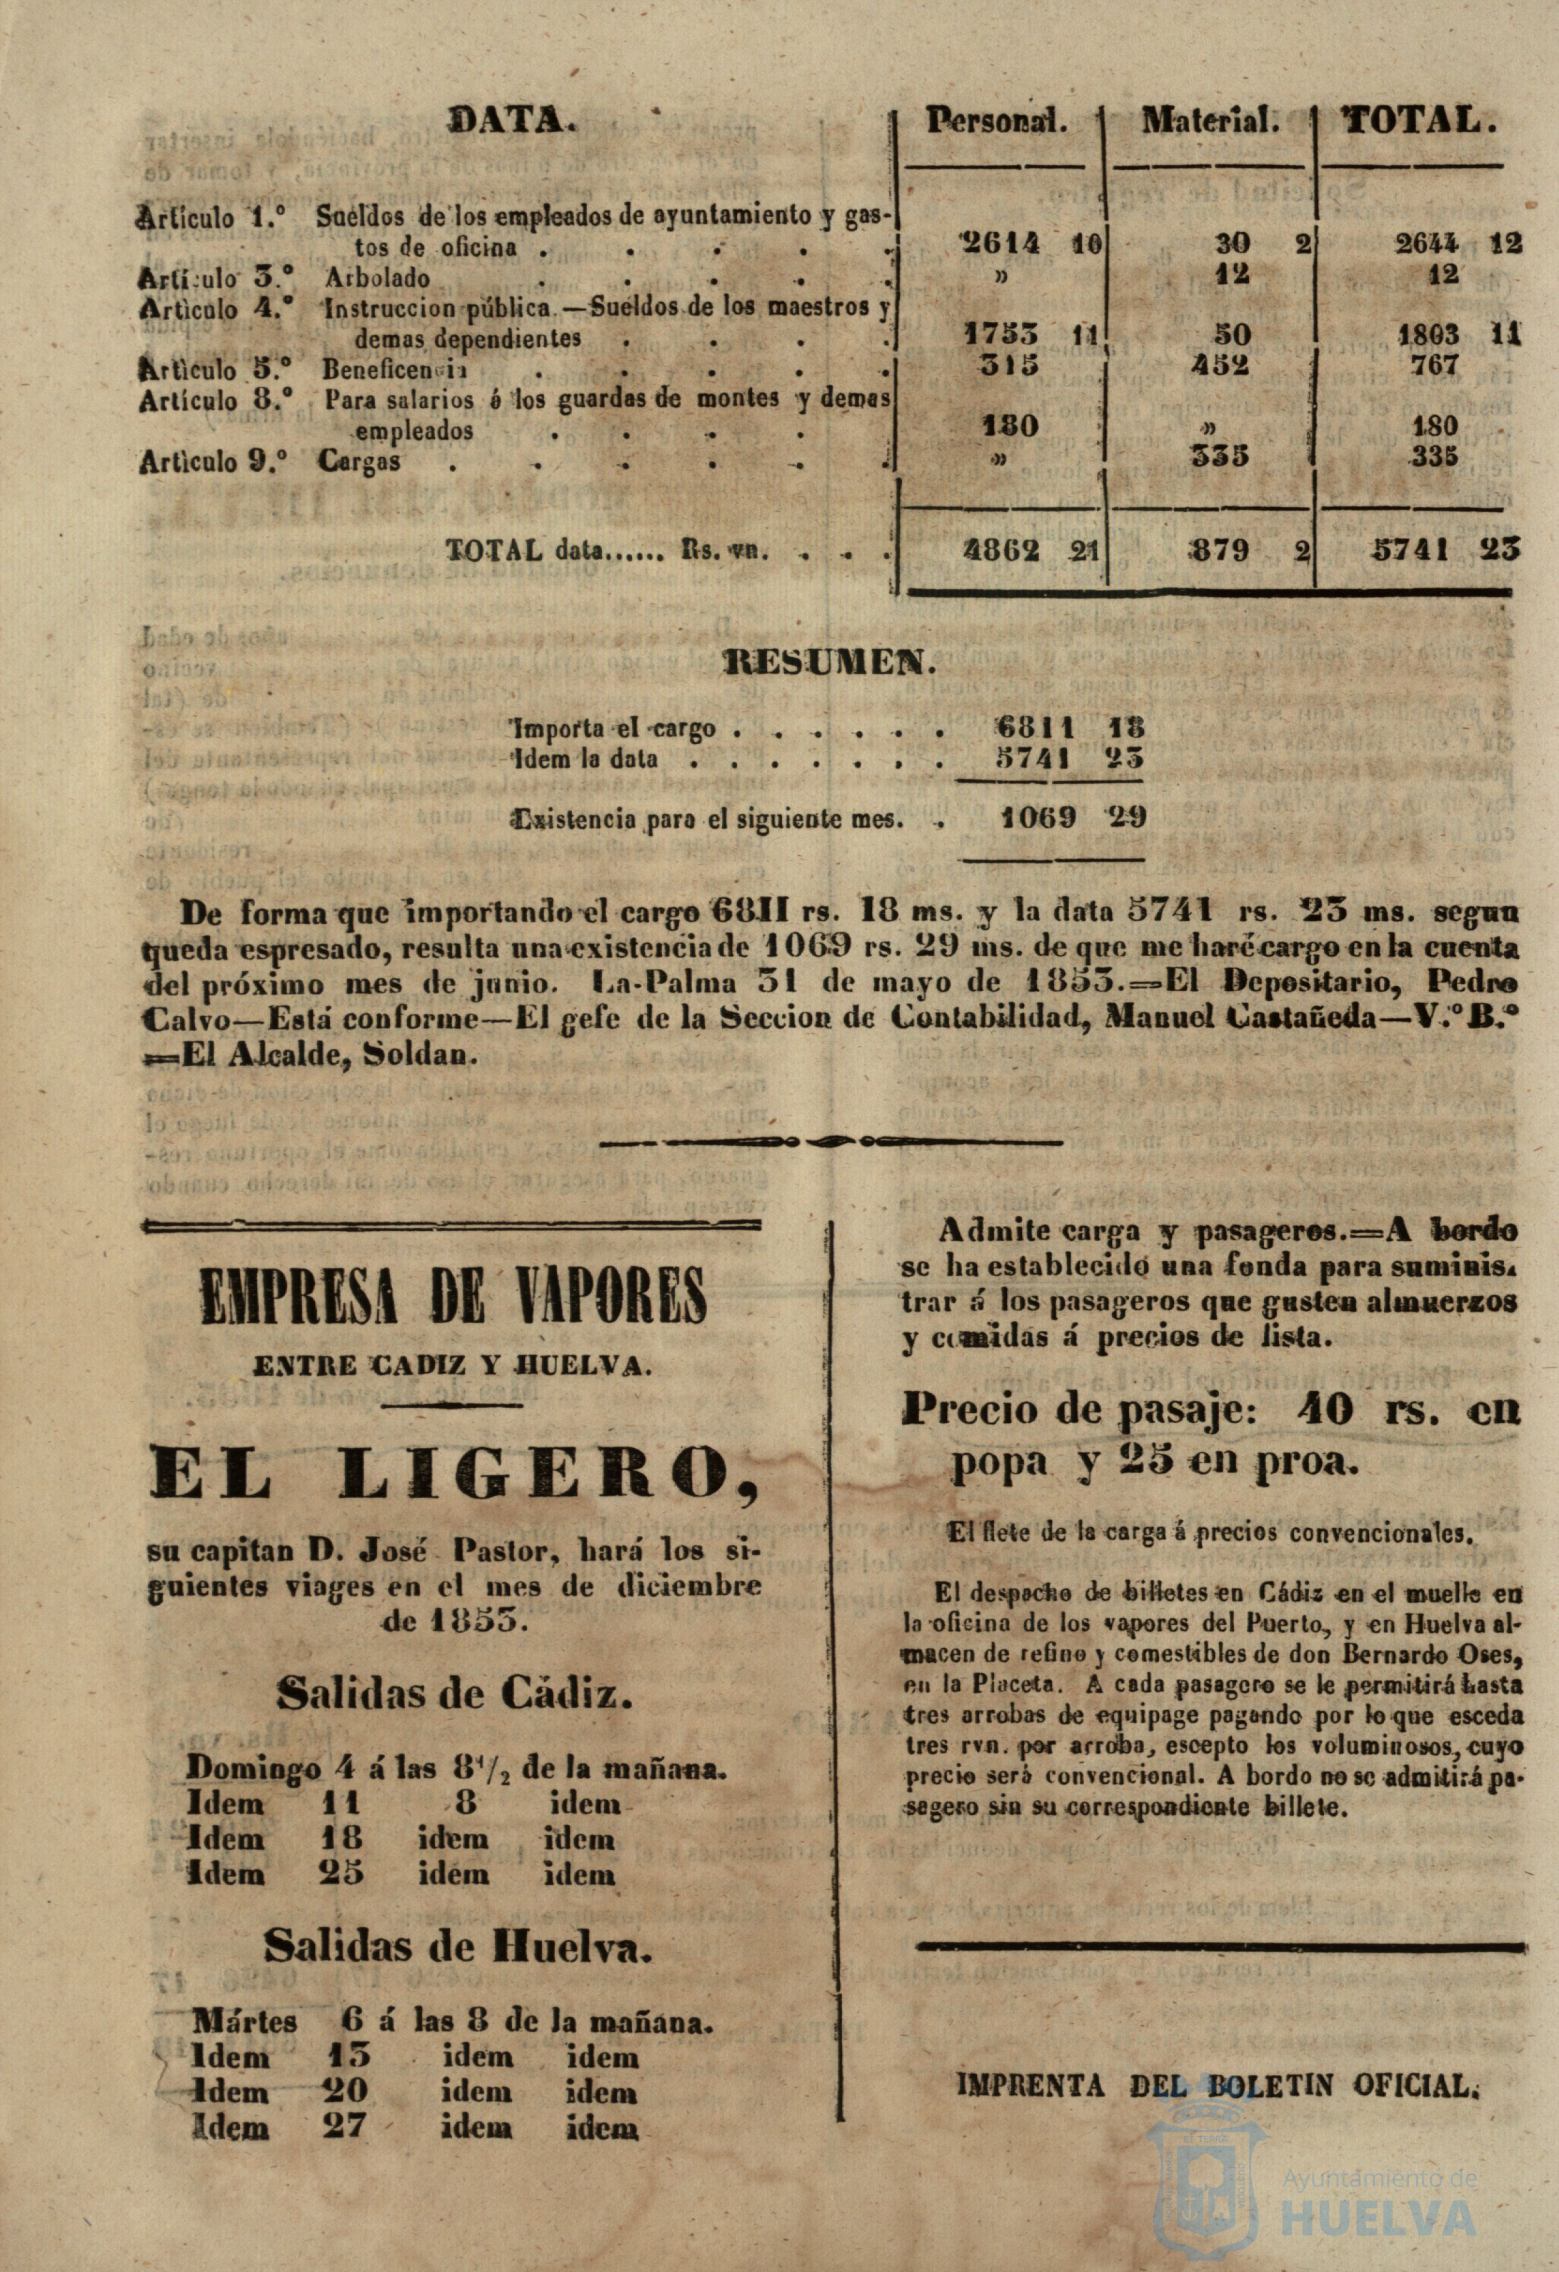 DATA. Personal. Material. TOTAL.
Artículo 1.º Sueldos de los empleados de ayuntamiento y gas-
tos de oficina . . . . . 2614 10 30 2 2644 12
Artículo 3.º Arbolado . . . . . » 12 12
Artìculo 4.º Instruccion pública.—Sueldos de los maestros y
demas dependientes . . . . 1753 11 50 1803 11
Artìculo 5.º Beneficencia . . . . . 315 452 767
Artículo 8.º Para salarios á los guardas de montes y demas
empleados . . . . 180 » 180
Artìculo 9.º Cargas . . . . . . » 335 335
TOTAL data...... Rs. vn. . . . 4862 21 879 2 5741 23
RESUMEN.
Importa el cargo . . . . . . 6811 18
Idem la data . . . . . . . 5741 23
Existencia para el siguiente mes. . 1069 29
De forma que importando el cargo 6811 rs. 18 ms. y la data 5741 rs. 23 ms. segun
queda espresado, resulta una existencia de 1069 rs. 29 ms. de que me haré cargo en la cuenta
del próximo mes de junio. La-Palma 31 de mayo de 1853.=El Depositario, Pedro
Calvo—Está conforme—El gefe de la Seccion de Contabilidad, Manuel Castañeda—V.º B.º
=El Alcalde, Soldan.
EMPRESA DE VAPORES
ENTRE CADIZ Y HUELVA.
EL LIGERO,
su capitan D. José Pastor, hará los si-
guientes viages en el mes de diciembre
de 1853.
Salidas de Cádiz.
Domingo 4 á las 8 1/2 de la mañana.
Idem 11 8 idem
Idem 18 idem idem
Idem 25 idem idem
Salidas de Huelva.
Mártes 6 á las 8 de la mañana.
Idem 13 idem idem
Idem 20 idem idem
Idem 27 idem idem
Admite carga y pasageros.=A bordo
se ha establecido una fonda para suminis-
trar á los pasageros que gusten almuerzos
y comidas á precios de lista.
Precio de pasaje: 40 rs. en
popa y 25 en proa.
El flete de la carga á precios convencionales.
El despacho de billetes en Cádiz en el muelle en
la oficina de los vapores del Puerto, y en Huelva al-
macen de refino y comestibles de don Bernardo Oses,
en la Placeta. A cada pasagero se le permitirá hasta
tres arrobas de equipage pagando por lo que esceda
tres rvn. por arroba, escepto los voluminosos, cuyo
precio será convencional. A bordo no se admitirá pa-
sagero sin su correspondiente billete.
IMPRENTA DEL BOLETIN OFICIAL.
Ayuntamiento de
HUELVA